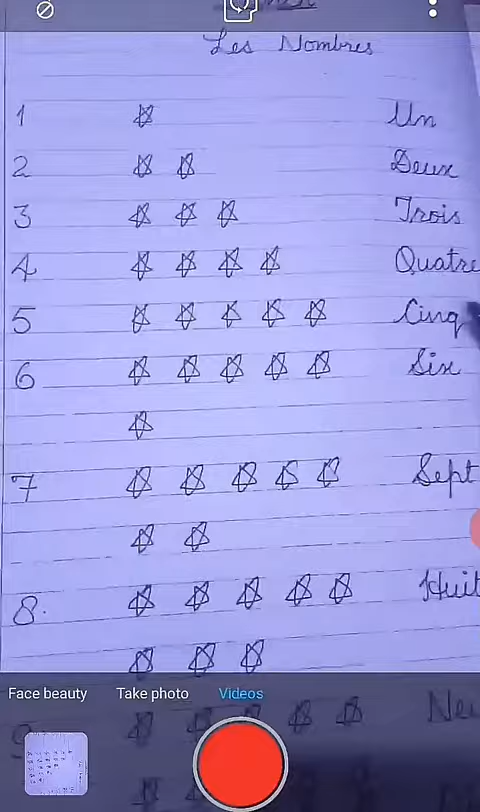 Les Nombres
1 Un
2 Deux
3 Trois
4 Quatre
5 Cinq
6 Six
7 Sept
8. Huit
Face beauty Take photo Videos
9